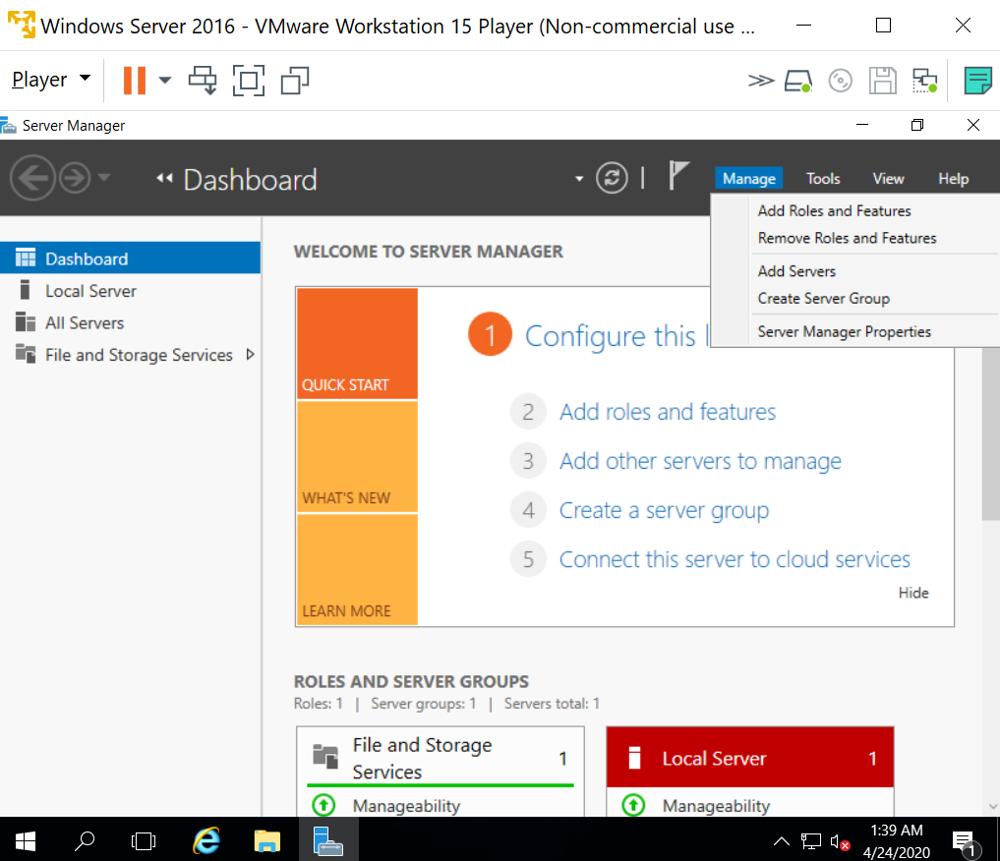 Windows Server 2016 - VMware Workstation 15 Player (Non-commercial use ...
Player
Server Manager
Dashboard
Manage Tools View Help
Add Roles and Features
Remove Roles and Features
Add Servers
Create Server Group
Server Manager Properties
Dashboard
Local Server
All Servers
File and Storage Services
WELCOME TO SERVER MANAGER
QUICK START
WHAT'S NEW
LEARN MORE
1 Configure this l
2 Add roles and features
3 Add other servers to manage
4 Create a server group
5 Connect this server to cloud services
Hide
ROLES AND SERVER GROUPS
Roles: 1 | Server groups: 1 | Servers total: 1
File and Storage
Services
1
Manageability
Local Server 1
Manageability
1:39 AM
4/24/2020
1